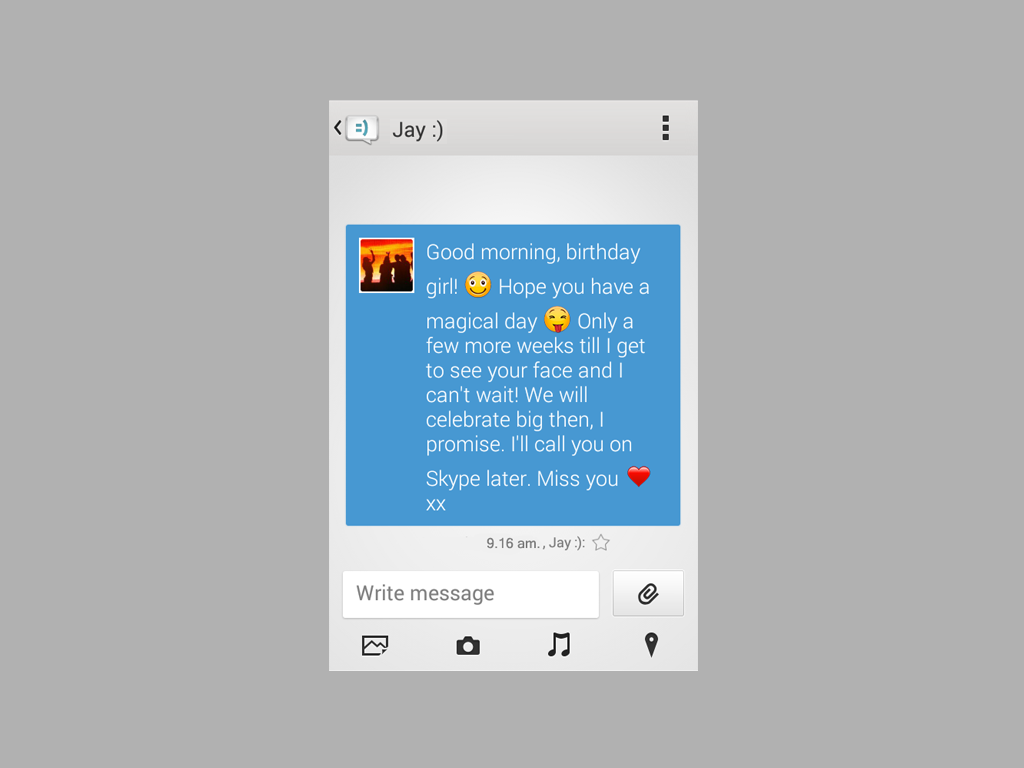 =) Jay :)
Good morning, birthday
girl! 😳 Hope you have a
magical day 😜 Only a
few more weeks till I get
to see your face and I
can't wait! We will
celebrate big then, I
promise. I'll call you on
Skype later. Miss you ❤
xx
9.16 am., Jay :):
Write message